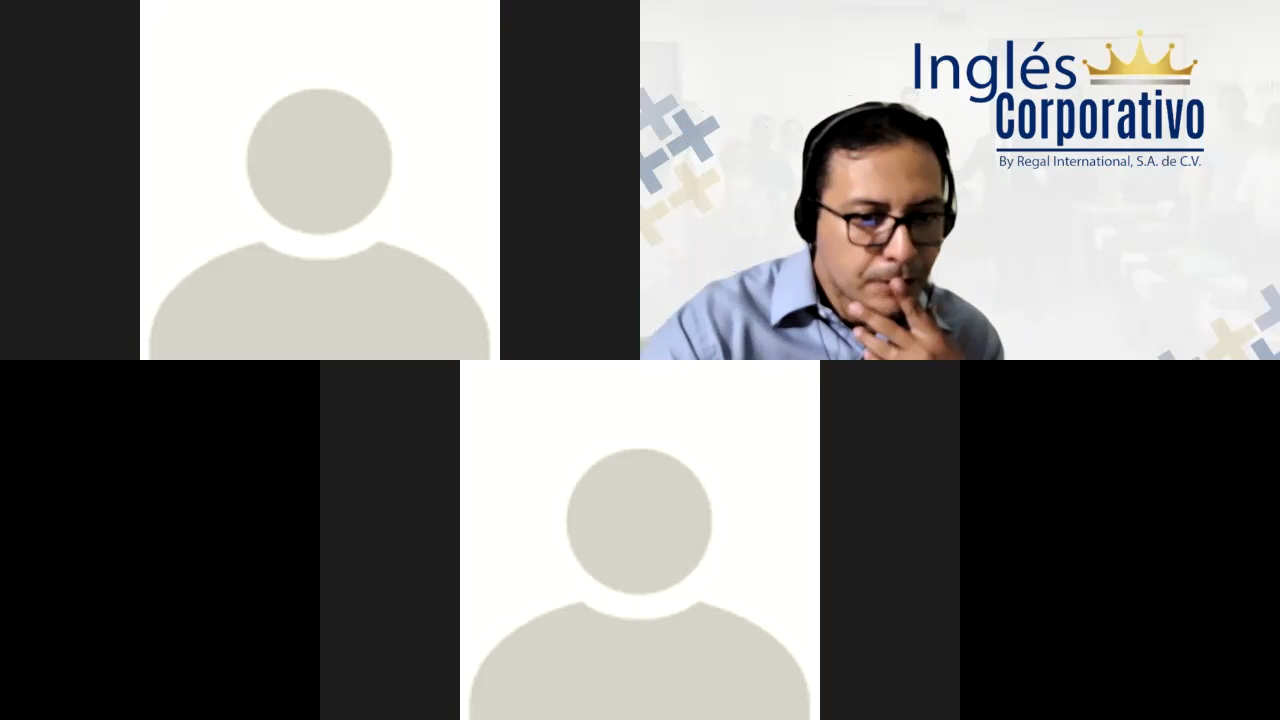 Inglés
Corporativo
By Regal International, S.A. de C.V.